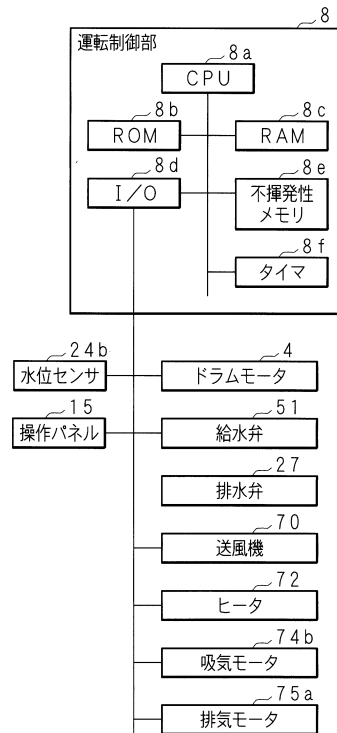 8
運転制御部
8a
CPU
8b
ROM
8c
RAM
8d
I/O
8e
不揮発性
メモリ
8f
タイマ
24b
水位センサ
4
ドラムモータ
15
操作パネル
51
給水弁
27
排水弁
70
送風機
72
ヒータ
74b
吸気モータ
75a
排気モータ